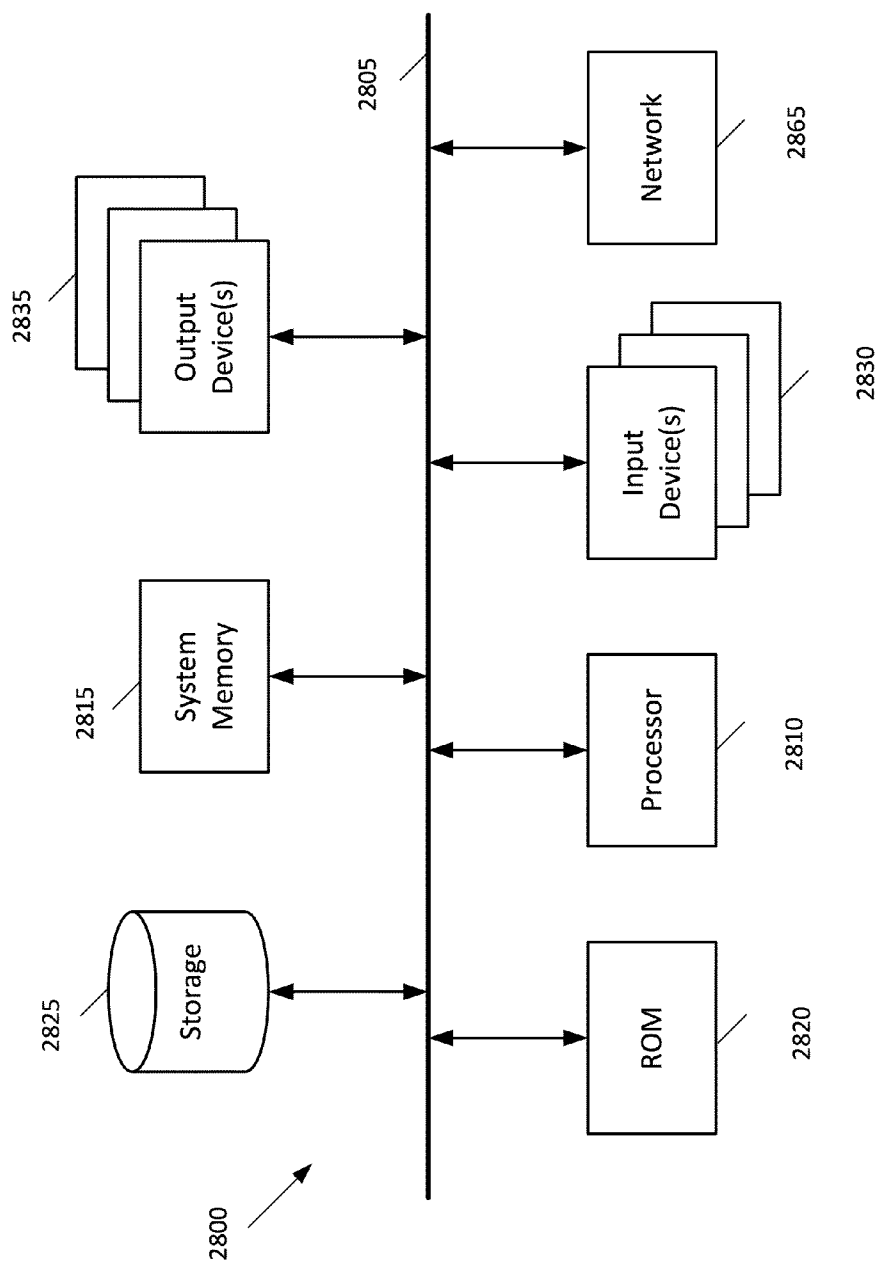 2835
2825
2815
Storage
System
Memory
Output
Device(s)
2805
2800
ROM
Processor
Input
Device(s)
Network
2820
2810
2830
2865